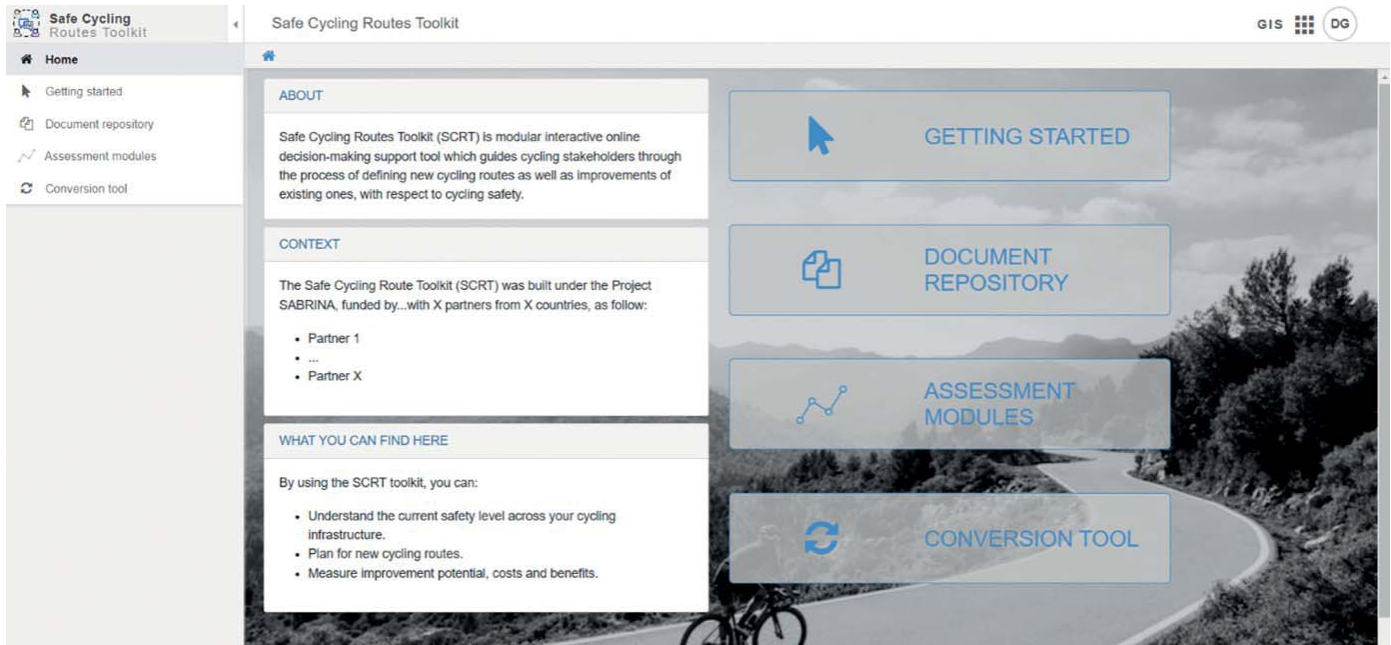 Safe Cycling
Routes Toolkit
Safe Cycling Routes Toolkit
GIS
DG
Home
Getting started
Document repository
Assessment modules
Conversion tool
ABOUT
Safe Cycling Routes Toolkit (SCRT) is modular interactive online
decision-making support tool which guides cycling stakeholders through
the process of defining new cycling routes as well as improvements of
existing ones, with respect to cycling safety.
CONTEXT
The Safe Cycling Route Toolkit (SCRT) was built under the Project
SABRINA, funded by...with X partners from X countries, as follow:
• Partner 1
• ...
• Partner X
WHAT YOU CAN FIND HERE
By using the SCRT toolkit, you can:
• Understand the current safety level across your cycling
infrastructure.
• Plan for new cycling routes.
• Measure improvement potential, costs and benefits.
GETTING STARTED
DOCUMENT
REPOSITORY
ASSESSMENT
MODULES
CONVERSION TOOL